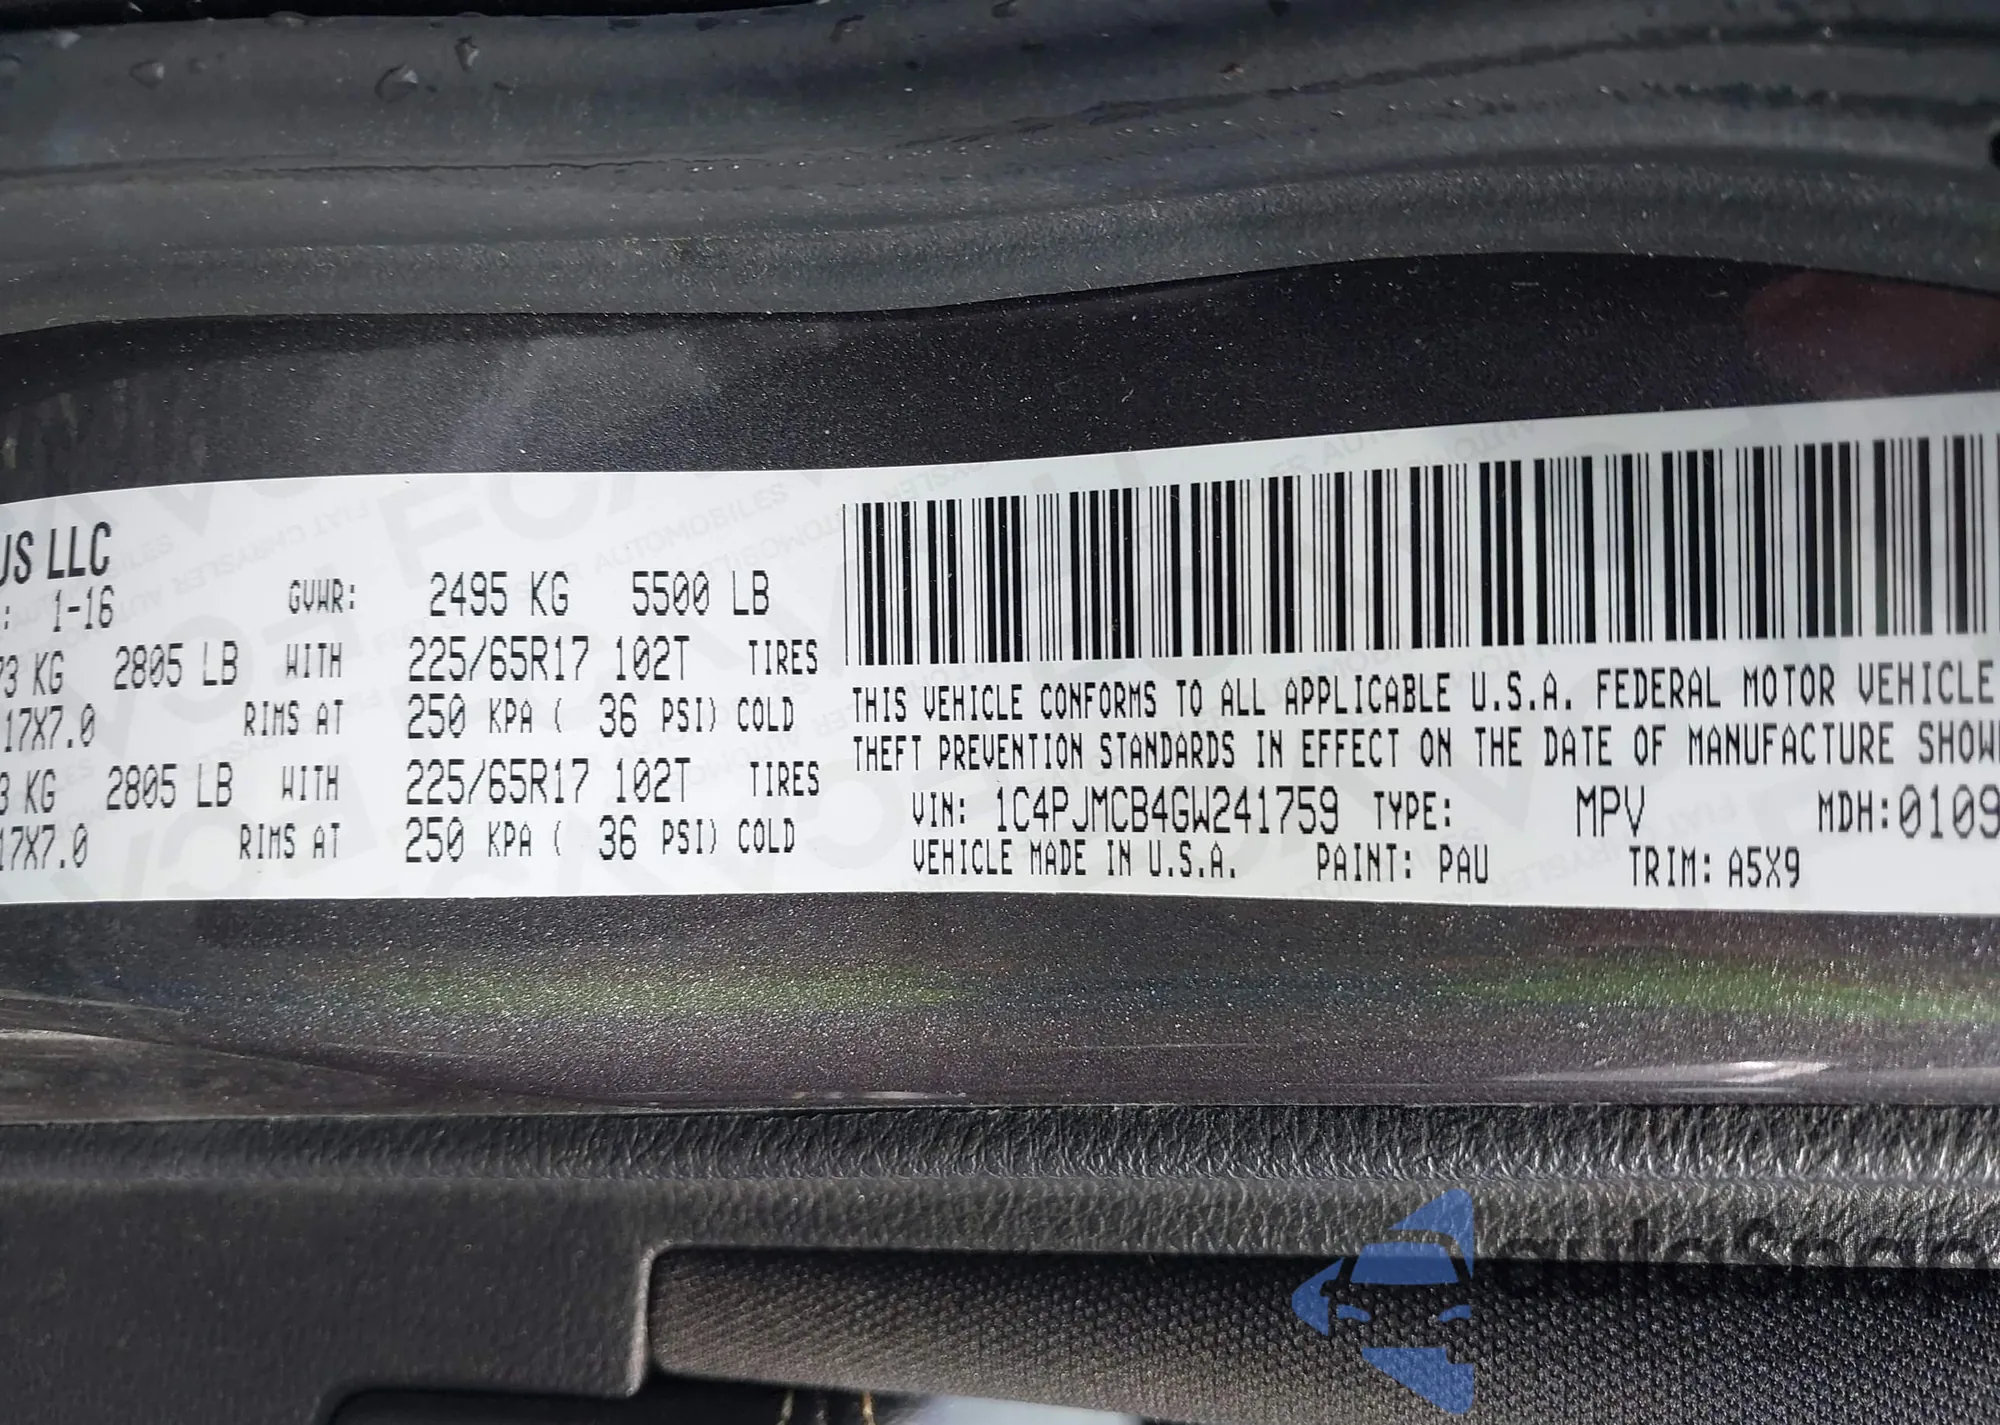 US LLC
: 1-16 GVWR: 2495 KG 5500 LB
73 KG 2805 LB WITH 225/65R17 102T TIRES
17X7.0 RIMS AT 250 KPA ( 36 PSI) COLD
3 KG 2805 LB WITH 225/65R17 102T TIRES
17X7.0 RIMS AT 250 KPA ( 36 PSI) COLD
THIS VEHICLE CONFORMS TO ALL APPLICABLE U.S.A. FEDERAL MOTOR VEHICLE
THEFT PREVENTION STANDARDS IN EFFECT ON THE DATE OF MANUFACTURE SHOW
VIN: 1C4PJMCB4GW241759 TYPE: MPV MDH:0109
VEHICLE MADE IN U.S.A. PAINT: PAU TRIM: A5X9